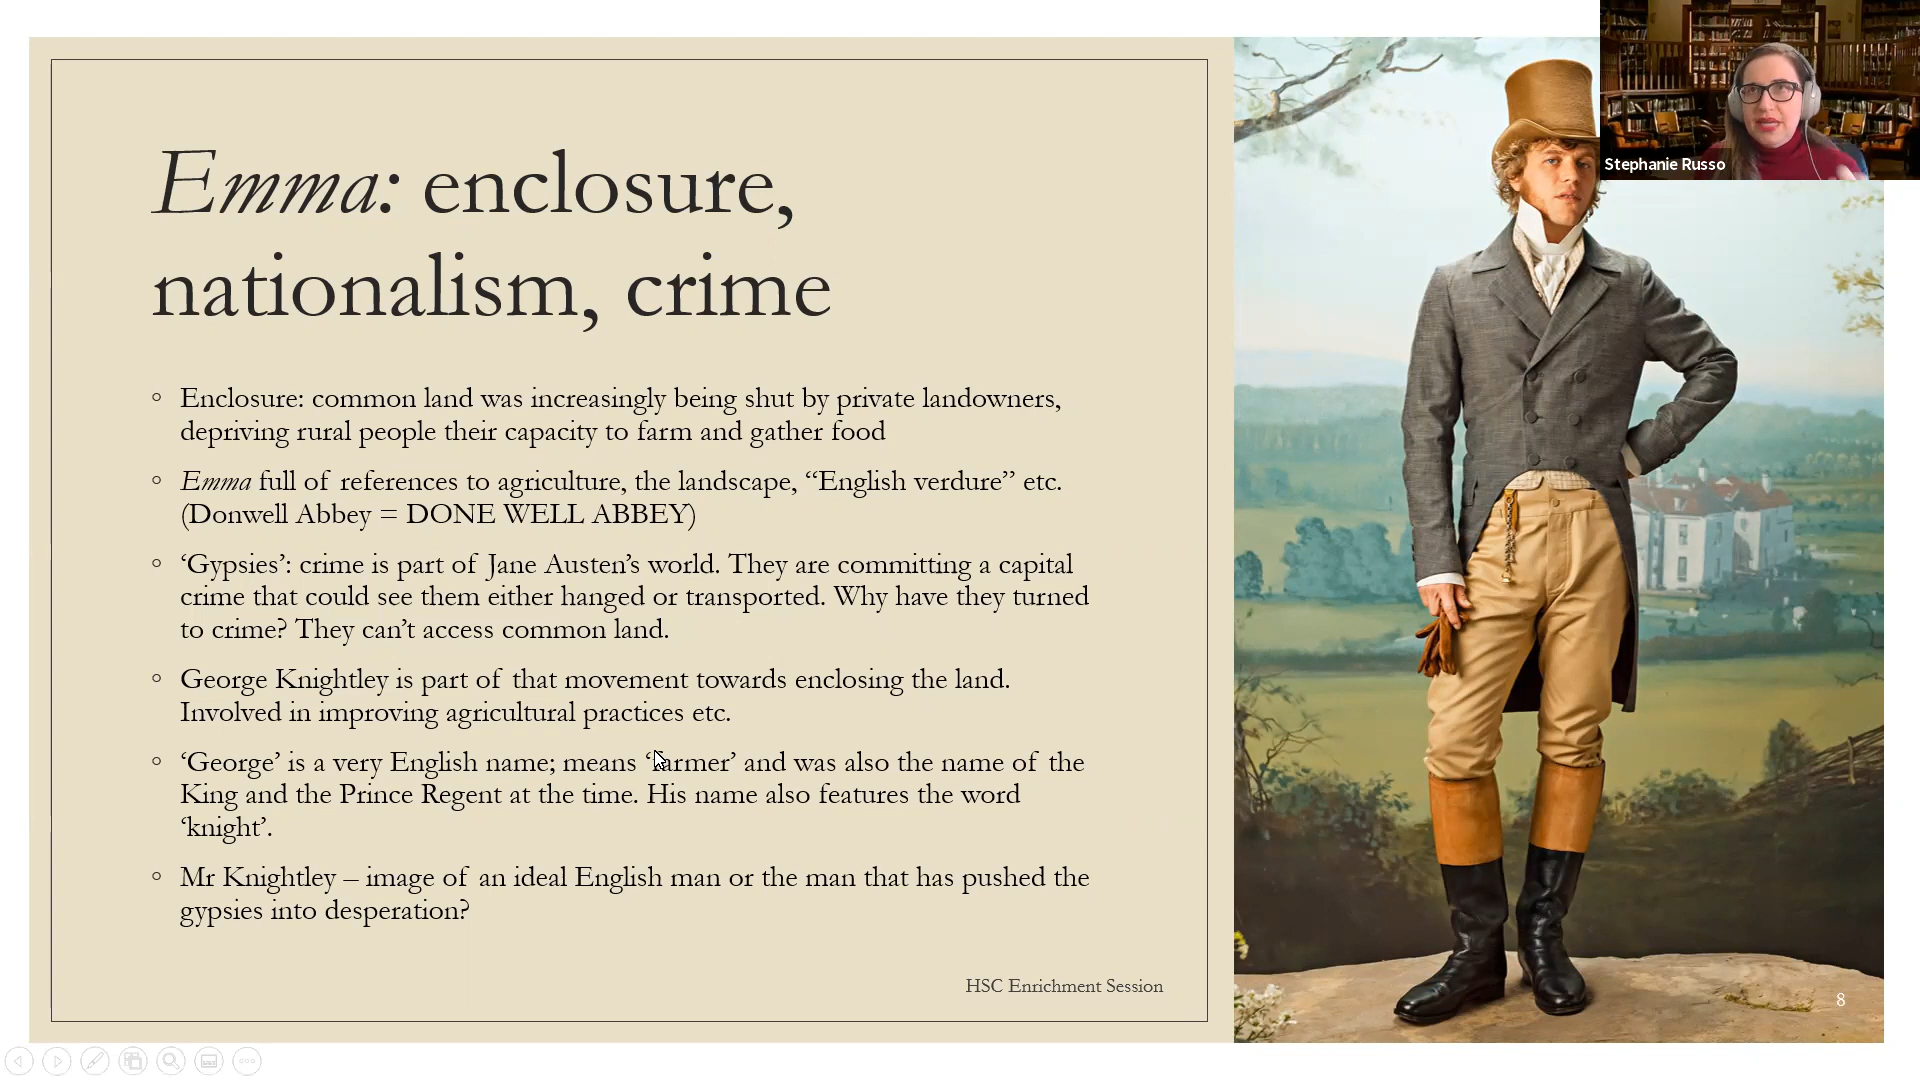 Emma: enclosure,
nationalism, crime
◦ Enclosure: common land was increasingly being shut by private landowners,
depriving rural people their capacity to farm and gather food
◦ Emma full of references to agriculture, the landscape, “English verdure” etc.
(Donwell Abbey = DONE WELL ABBEY)
◦ ‘Gypsies’: crime is part of Jane Austen’s world. They are committing a capital
crime that could see them either hanged or transported. Why have they turned
to crime? They can’t access common land.
◦ George Knightley is part of that movement towards enclosing the land.
Involved in improving agricultural practices etc.
◦ ‘George’ is a very English name; means ‘farmer’ and was also the name of the
King and the Prince Regent at the time. His name also features the word
‘knight’.
◦ Mr Knightley – image of an ideal English man or the man that has pushed the
gypsies into desperation?
HSC Enrichment Session
8
Stephanie Russo